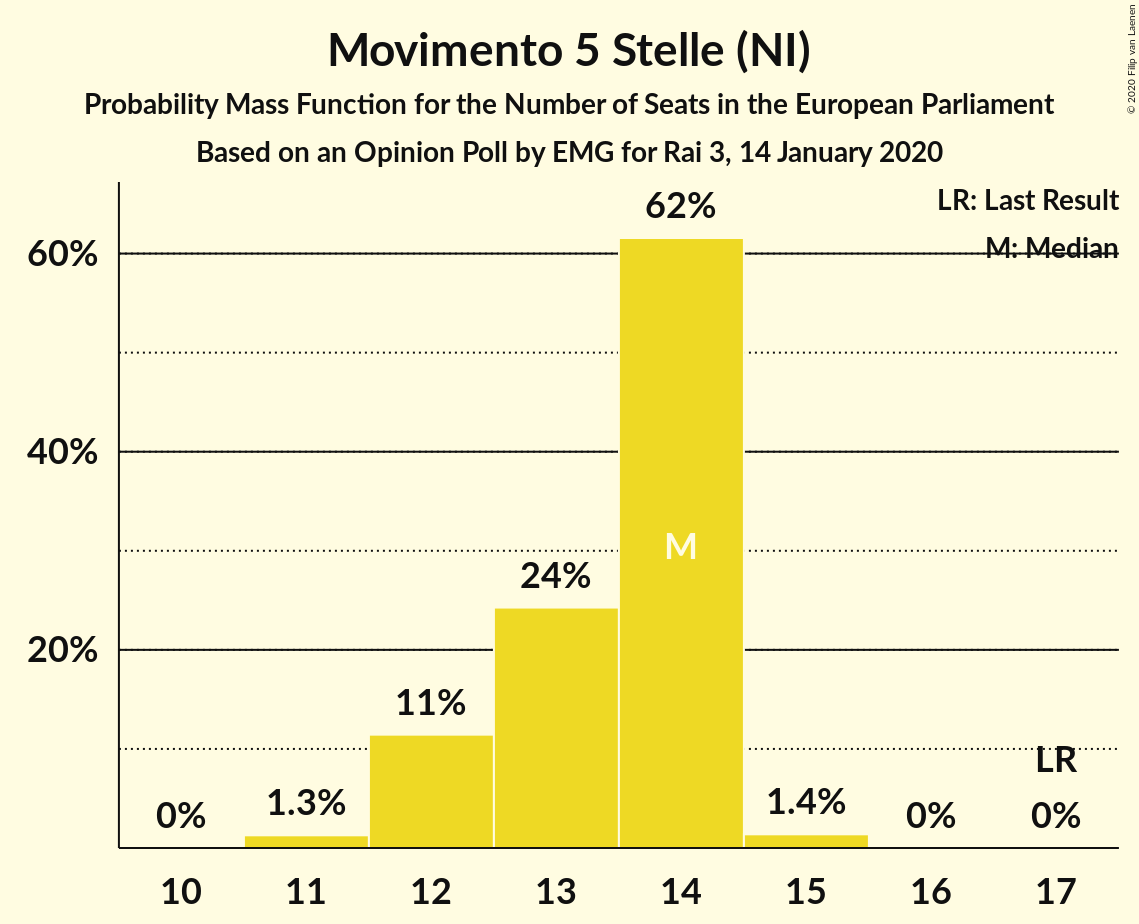 Movimento 5 Stelle (NI)
Probability Mass Function for the Number of Seats in the European Parliament
Based on an Opinion Poll by EMG for Rai 3, 14 January 2020
© 2020 Filip van Laenen
LR: Last Result
M: Median
60%
40%
20%
0%
1.3%
11%
24%
62%
M
1.4%
0%
LR
0%
10
11
12
13
14
15
16
17